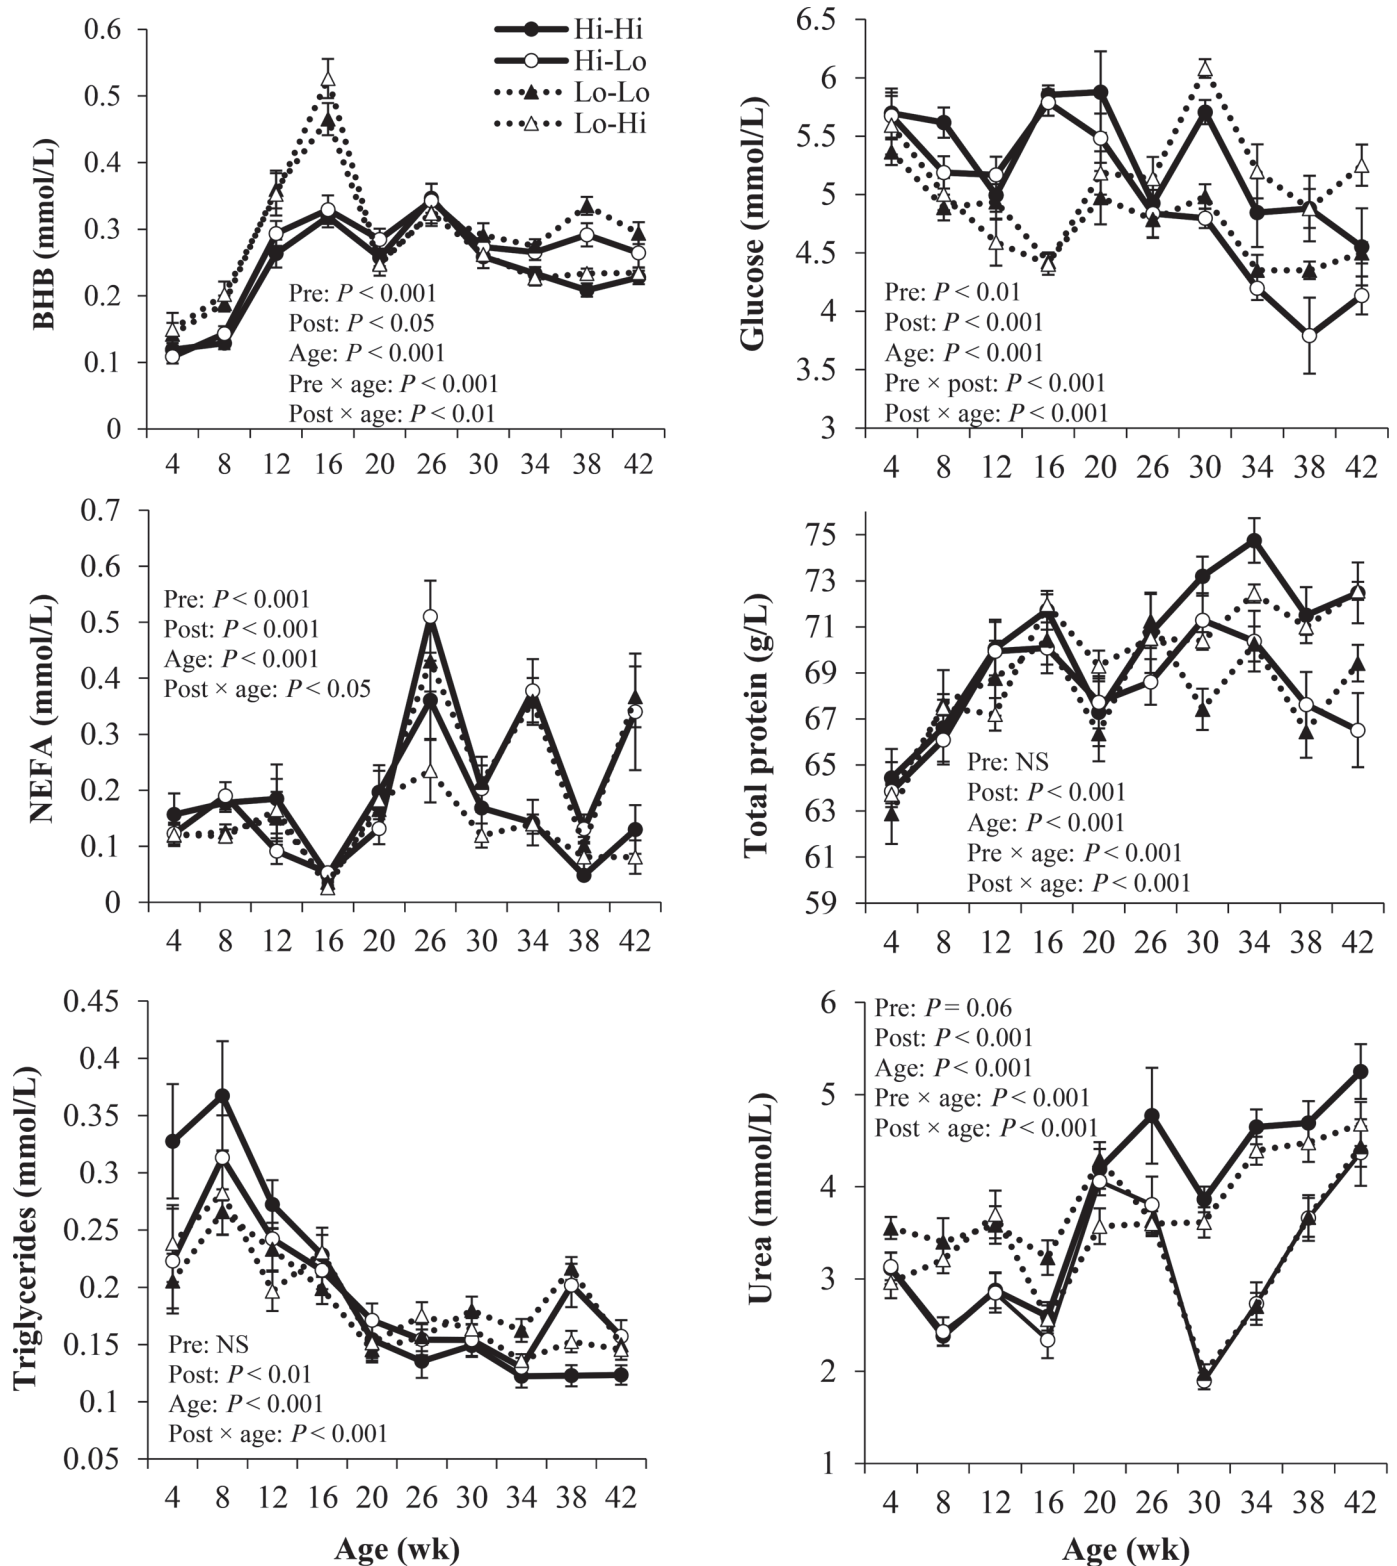 BHB (mmol/L)
0.6
0.5
0.4
0.3
0.2
0.1
0
Hi-Hi
Hi-Lo
Lo-Lo
Lo-Hi
Pre: P < 0.001
Post: P < 0.05
Age: P < 0.001
Pre × age: P < 0.001
Post × age: P < 0.01
4 8 12 16 20 26 30 34 38 42
Glucose (mmol/L)
6.5
6
5.5
5
4.5
4
3.5
3
Pre: P < 0.01
Post: P < 0.001
Age: P < 0.001
Pre × post: P < 0.001
Post × age: P < 0.001
4 8 12 16 20 26 30 34 38 42
NEFA (mmol/L)
0.7
0.6
0.5
0.4
0.3
0.2
0.1
0
Pre: P < 0.001
Post: P < 0.001
Age: P < 0.001
Post × age: P < 0.05
4 8 12 16 20 26 30 34 38 42
Total protein (g/L)
75
73
71
69
67
65
63
61
59
Pre: NS
Post: P < 0.001
Age: P < 0.001
Pre × age: P < 0.001
Post × age: P < 0.001
4 8 12 16 20 26 30 34 38 42
Triglycerides (mmol/L)
0.45
0.4
0.35
0.3
0.25
0.2
0.15
0.1
0.05
Pre: NS
Post: P < 0.01
Age: P < 0.001
Post × age: P < 0.001
4 8 12 16 20 26 30 34 38 42
Age (wk)
Urea (mmol/L)
6
5
4
3
2
1
Pre: P = 0.06
Post: P < 0.001
Age: P < 0.001
Pre × age: P < 0.001
Post × age: P < 0.001
4 8 12 16 20 26 30 34 38 42
Age (wk)